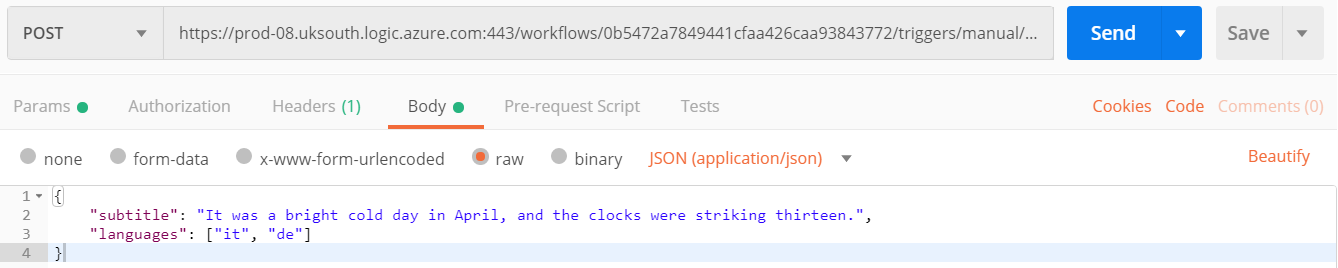 POST https://prod-08.uksouth.logic.azure.com:443/workflows/0b5472a7849441cfaa426caa93843772/triggers/manual/... Send Save
Params Authorization Headers (1) Body Pre-request Script Tests Cookies Code Comments (0)
none form-data x-www-form-urlencoded raw binary JSON (application/json) Beautify
1 {
2 "subtitle": "It was a bright cold day in April, and the clocks were striking thirteen.",
3 "languages": ["it", "de"]
4 }